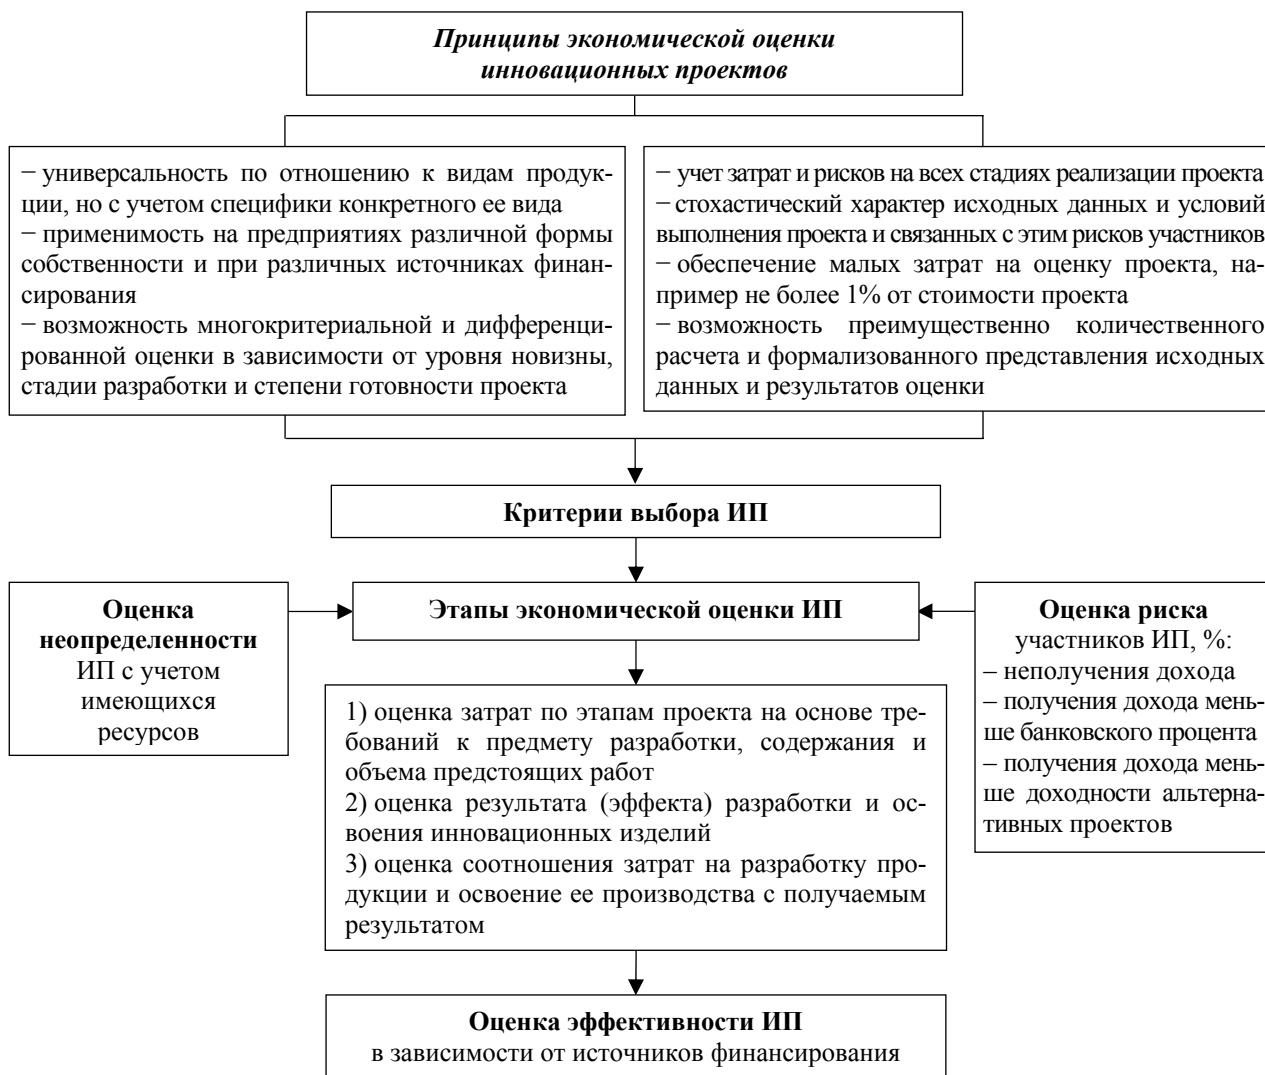 Принципы экономической оценки
инновационных проектов
− универсальность по отношению к видам продук-
ции, но с учетом специфики конкретного ее вида
− применимость на предприятиях различной формы
собственности и при различных источниках финан-
сирования
− возможность многокритериальной и дифференци-
рованной оценки в зависимости от уровня новизны,
стадии разработки и степени готовности проекта
− учет затрат и рисков на всех стадиях реализации проекта
− стохастический характер исходных данных и условий
выполнения проекта и связанных с этим рисков участников
− обеспечение малых затрат на оценку проекта, на-
пример не более 1% от стоимости проекта
− возможность преимущественно количественного
расчета и формализованного представления исходных
данных и результатов оценки
Критерии выбора ИП
Оценка
неопределенности
ИП с учетом
имеющихся
ресурсов
Этапы экономической оценки ИП
Оценка риска
участников ИП, %:
– неполучения дохода
– получения дохода мень-
ше банковского процента
– получения дохода мень-
ше доходности альтерна-
тивных проектов
1) оценка затрат по этапам проекта на основе тре-
бований к предмету разработки, содержания и
объема предстоящих работ
2) оценка результата (эффекта) разработки и ос-
воения инновационных изделий
3) оценка соотношения затрат на разработку про-
дукции и освоение ее производства с получаемым
результатом
Оценка эффективности ИП
в зависимости от источников финансирования